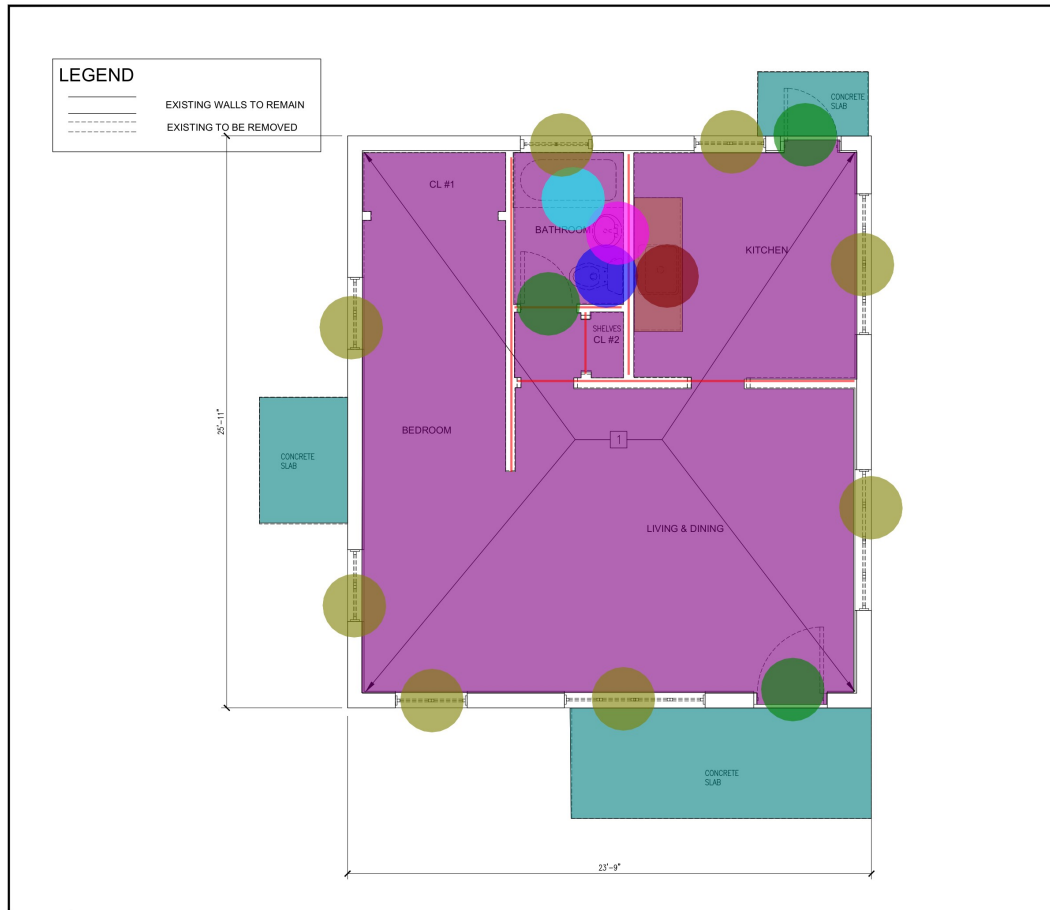 LEGEND
EXISTING WALLS TO REMAIN
EXISTING TO BE REMOVED
CONCRETE
SLAB
CL #1
BATHROOM
KITCHEN
SHELVES
CL #2
25'-11"
BEDROOM
1
CONCRETE
SLAB
LIVING & DINING
CONCRETE
SLAB
23'-9"